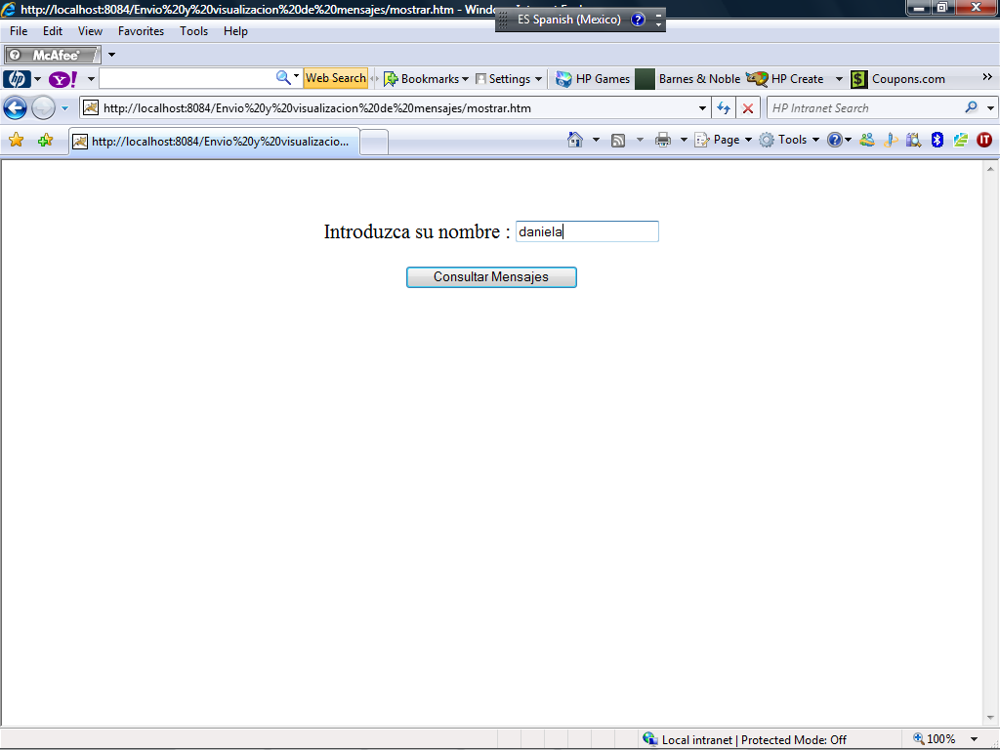 http://localhost:8084/Envio%20y%20visualizacion%20de%20mensajes/mostrar.htm - Wind
ES Spanish (Mexico) ?
File Edit View Favorites Tools Help
McAfee
hp Y! Web Search Bookmarks Settings HP Games Barnes & Noble HP Create $ Coupons.com »
http://localhost:8084/Envio%20y%20visualizacion%20de%20mensajes/mostrar.htm HP Intranet Search
http://localhost:8084/Envio%20y%20visualizacio... Page Tools ? IT
Introduzca su nombre : daniela
Consultar Mensajes
Local intranet | Protected Mode: Off 100%